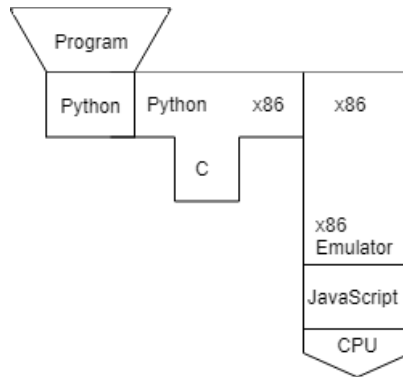 Program
Python
Python x86
x86
C
x86
Emulator
JavaScript
CPU